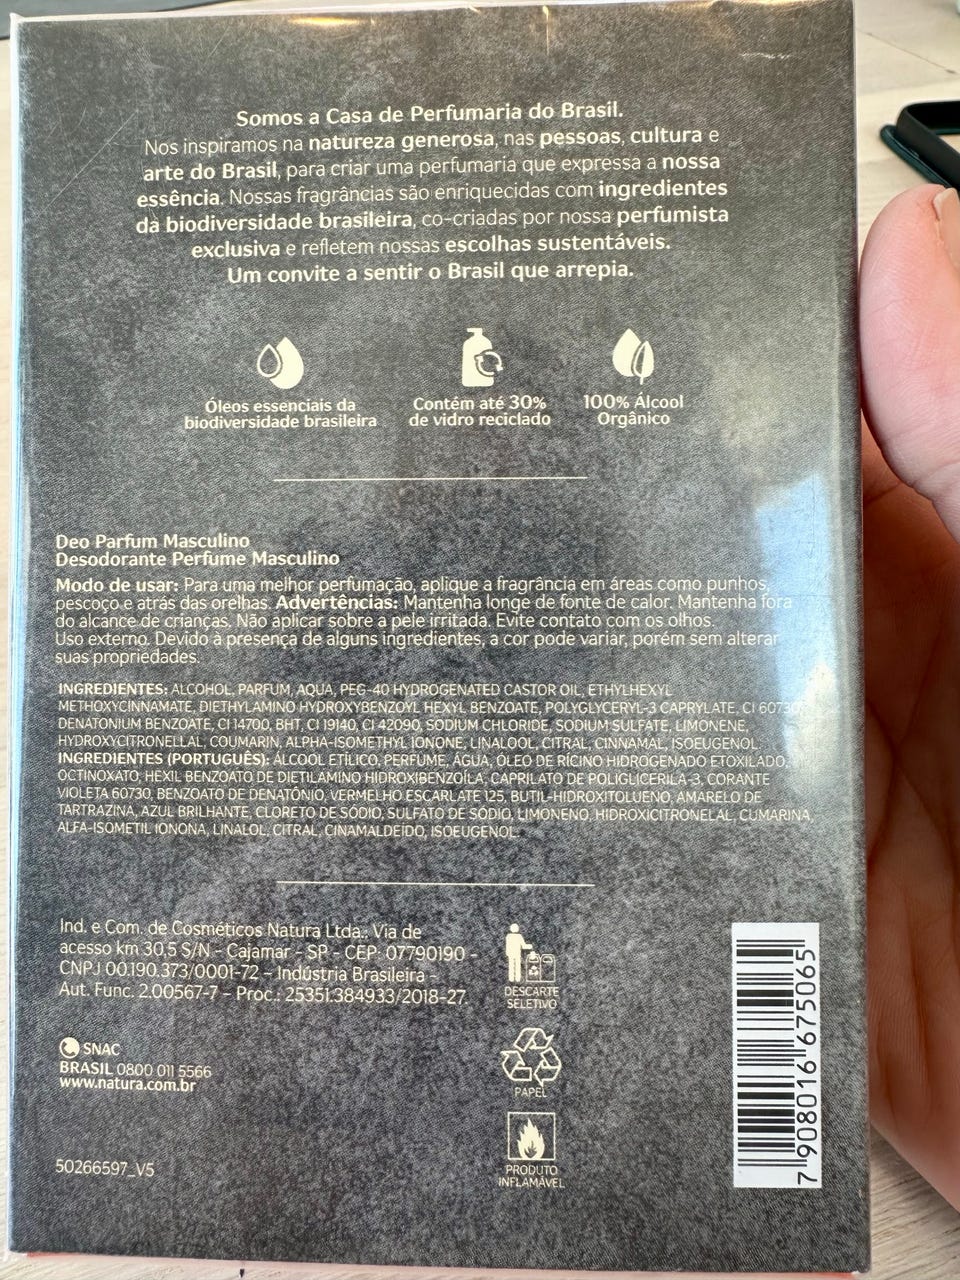 Somos a Casa de Perfumaria do Brasil.
Nos inspiramos na natureza generosa, nas pessoas, cultura e
arte do Brasil, para criar uma perfumaria que expressa a nossa
essência. Nossas fragrâncias são enriquecidas com ingredientes
da biodiversidade brasileira, co-criadas por nossa perfumista
exclusiva e refletem nossas escolhas sustentáveis.
Um convite a sentir o Brasil que arrepia.
Óleos essenciais da
biodiversidade brasileira
Contém até 30%
de vidro reciclado
100% Álcool
Orgânico
Deo Parfum Masculino
Desodorante Perfume Masculino
Modo de usar: Para uma melhor perfumação, aplique a fragrância em áreas como punhos,
pescoço e atrás das orelhas. Advertências: Mantenha longe de fonte de calor. Mantenha fora
do alcance de crianças. Não aplicar sobre a pele irritada. Evite contato com os olhos.
Uso externo. Devido à presença de alguns ingredientes, a cor pode variar, porém sem alterar
suas propriedades.
INGREDIENTES: ALCOHOL, PARFUM, AQUA, PEG-40 HYDROGENATED CASTOR OIL, ETHYLHEXYL
METHOXYCINNAMATE, DIETHYLAMINO HYDROXYBENZOYL HEXYL BENZOATE, POLYGLYCERYL-3 CAPRYLATE, CI 60730,
DENATONIUM BENZOATE, CI 14700, BHT, CI 19140, CI 42090, SODIUM CHLORIDE, SODIUM SULFATE, LIMONENE,
HYDROXYCITRONELLAL, COUMARIN, ALPHA-ISOMETHYL IONONE, LINALOOL, CITRAL, CINNAMAL, ISOEUGENOL.
INGREDIENTES (PORTUGUÊS): ÁLCOOL ETÍLICO, PERFUME, ÁGUA, ÓLEO DE RÍCINO HIDROGENADO ETOXILADO,
OCTINOXATO, HEXIL BENZOATO DE DIETILAMINO HIDROXIBENZOÍLA, CAPRILATO DE POLIGLICERILA-3, CORANTE
VIOLETA 60730, BENZOATO DE DENATÔNIO, VERMELHO ESCARLATE 125, BUTIL-HIDROXITOLUENO, AMARELO DE
TARTRAZINA, AZUL BRILHANTE, CLORETO DE SÓDIO, SULFATO DE SÓDIO, LIMONENO, HIDROXICITRONELAL, CUMARINA,
ALFA-ISOMETIL IONONA, LINALOL, CITRAL, CINAMALDEÍDO, ISOEUGENOL.
Ind. e Com. de Cosméticos Natura Ltda.: Via de
acesso km 30,5 S/N - Cajamar - SP - CEP: 07790190 -
CNPJ 00.190.373/0001-72 - Indústria Brasileira -
Aut. Func. 2.00567-7 - Proc.: 25351.384933/2018-27.
SNAC
BRASIL 0800 011 5566
www.natura.com.br
50266597_V5
DESCARTE
SELETIVO
PAPEL
PRODUTO
INFLAMÁVEL
7 908016 675065